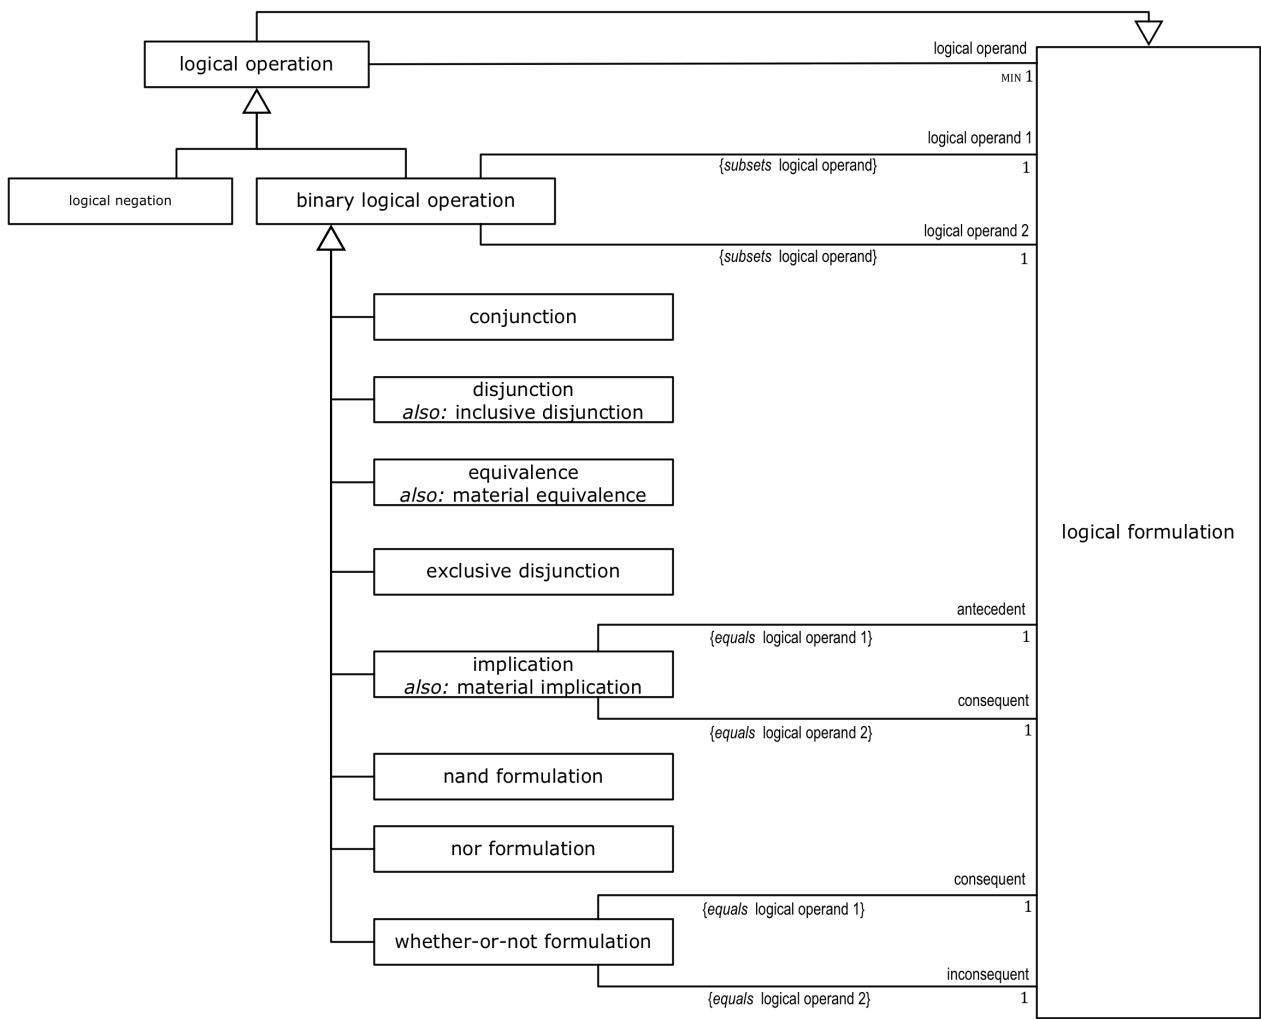 logical operand
logical operation
MIN 1
logical operand 1
{subsets logical operand}
1
logical negation
binary logical operation
logical operand 2
{subsets logical operand}
1
conjunction
disjunction
also: inclusive disjunction
equivalence
also: material equivalence
logical formulation
exclusive disjunction
antecedent
{equals logical operand 1}
1
implication
also: material implication
consequent
{equals logical operand 2}
1
nand formulation
nor formulation
consequent
{equals logical operand 1}
1
whether-or-not formulation
inconsequent
{equals logical operand 2}
1